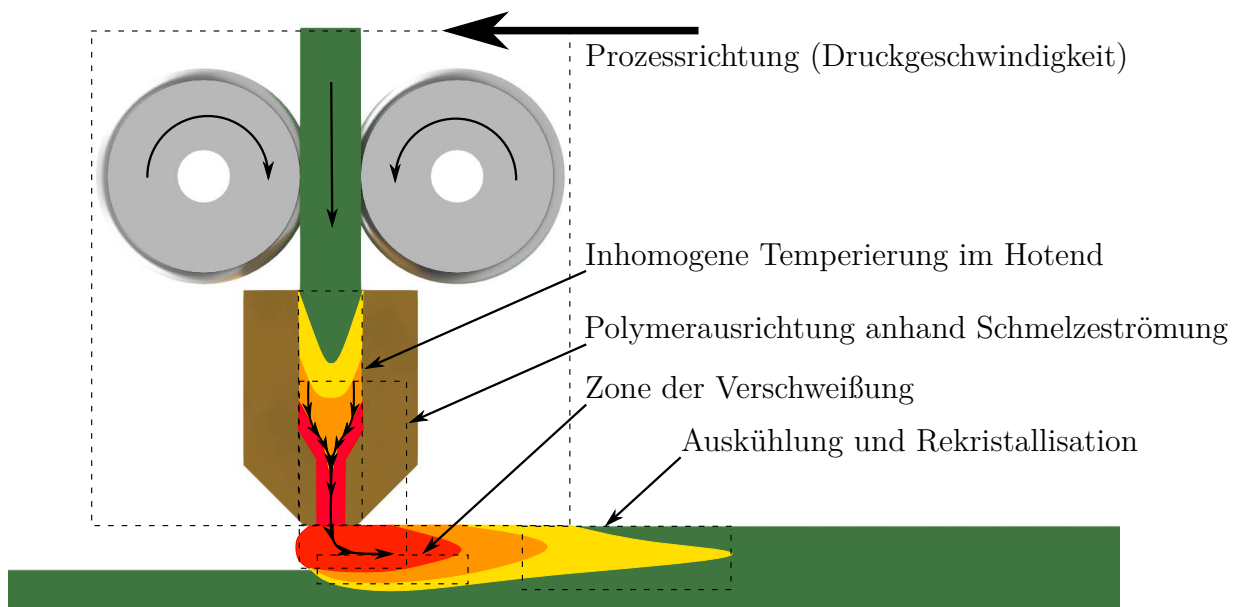 Prozessrichtung (Druckgeschwindigkeit)
Inhomogene Temperierung im Hotend
Polymerausrichtung anhand Schmelzeströmung
Zone der Verschweißung
Auskühlung und Rekristallisation